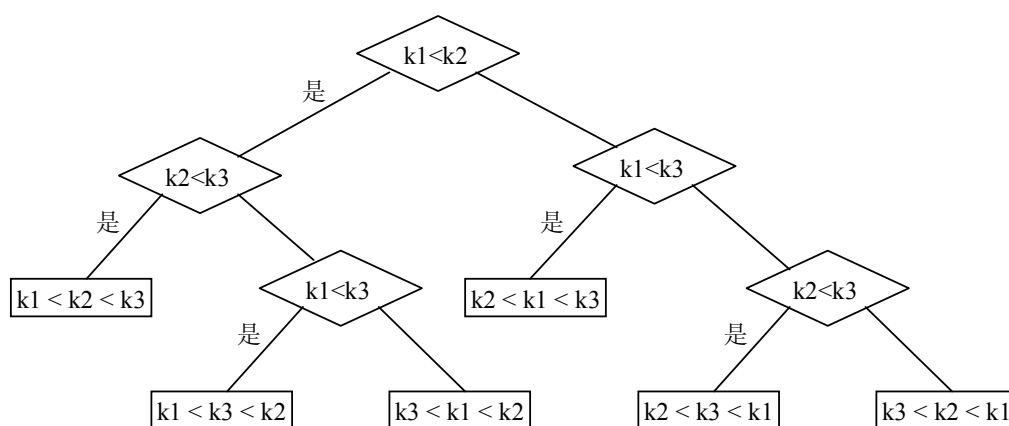 k1<k2
是
k2<k3
k1<k3
是
是
k1 < k2 < k3
k1<k3
k2 < k1 < k3
k2<k3
是
是
k1 < k3 < k2
k3 < k1 < k2
k2 < k3 < k1
k3 < k2 < k1